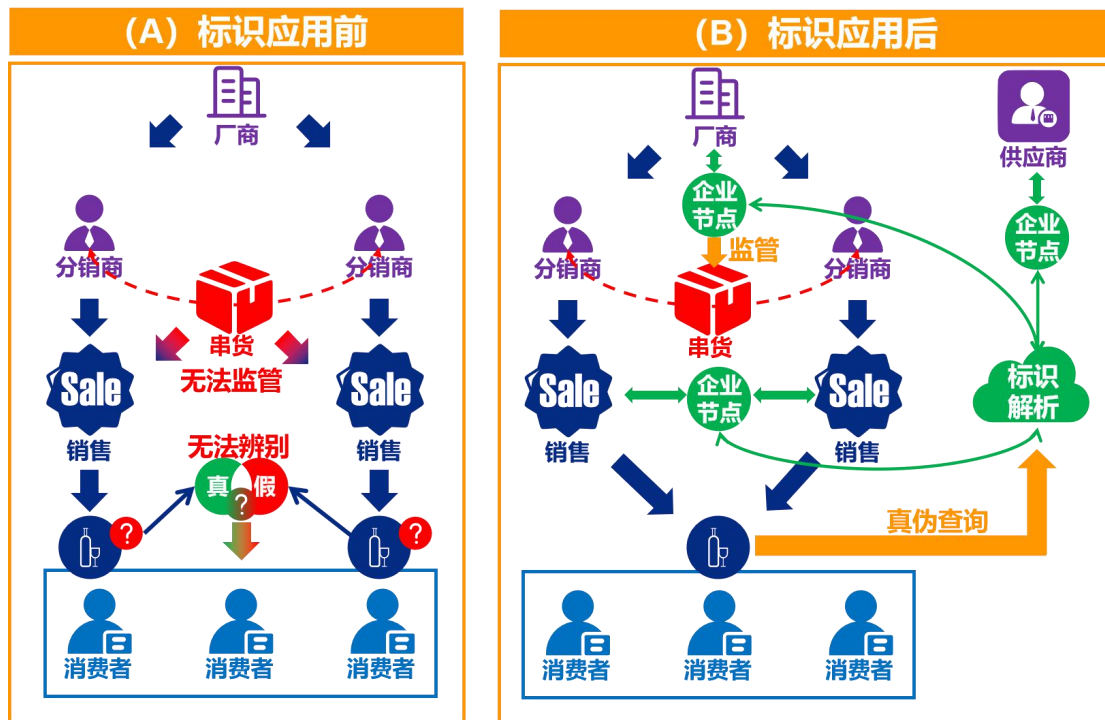 （A）标识应用前
厂商
分销商
分销商
串货
无法监管
Sale
Sale
销售
销售
无法辨别
真
假
?
?
?
消费者
消费者
消费者
（B）标识应用后
厂商
供应商
企业
节点
企业
节点
监管
分销商
分销商
串货
Sale
企业
节点
Sale
标识
解析
销售
销售
真伪查询
消费者
消费者
消费者